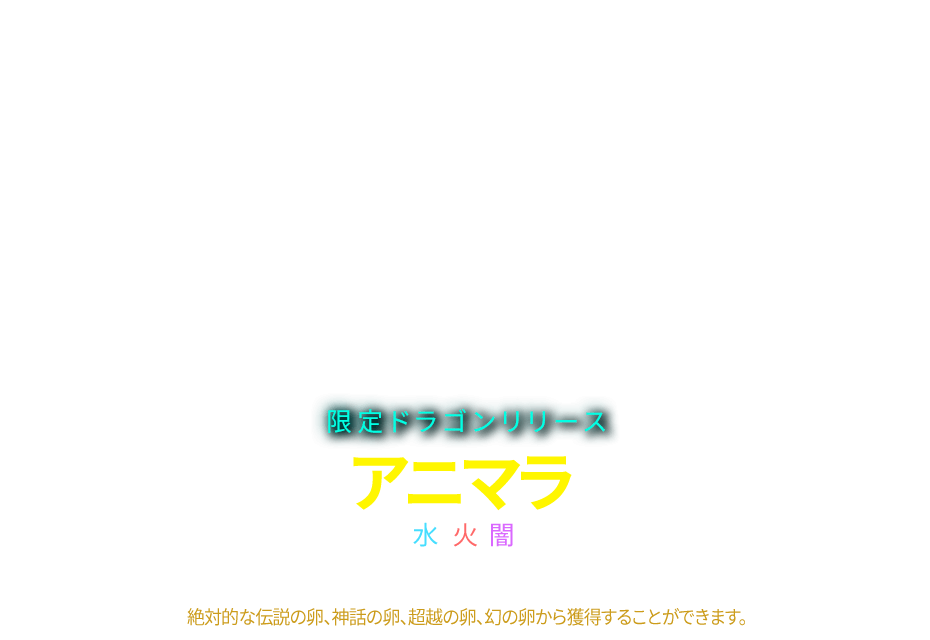 限定ドラゴンリリース
アニマラ
水 火 闇
絶対的な伝説の卵、神話の卵、超越の卵、幻の卵から獲得することができます。